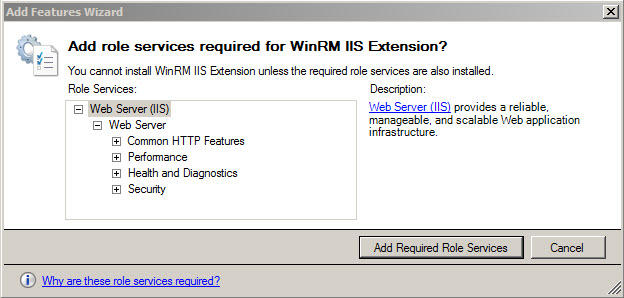 Add Features Wizard
Add role services required for WinRM IIS Extension?
You cannot install WinRM IIS Extension unless the required role services are also installed.
Role Services:
Web Server (IIS)
Web Server
Common HTTP Features
Performance
Health and Diagnostics
Security
Description:
Web Server (IIS) provides a reliable,
manageable, and scalable Web application
infrastructure.
Add Required Role Services
Cancel
Why are these role services required?